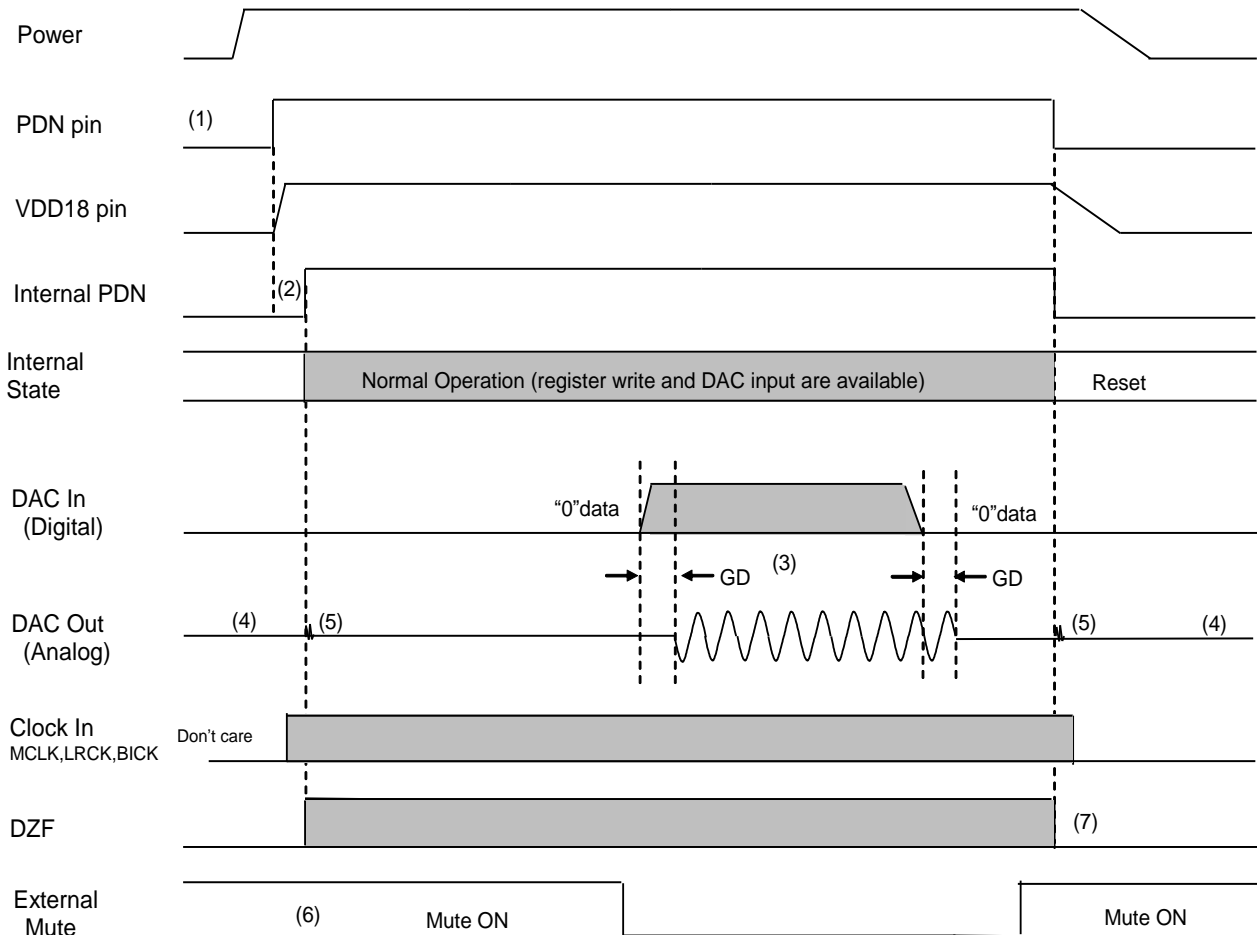 Power
PDN pin
(1)
VDD18 pin
Internal PDN
(2)
Internal
State
Normal Operation (register write and DAC input are available)
Reset
DAC In
(Digital)
“0”data
“0”data
GD
(3)
GD
DAC Out
(Analog)
(4)
(5)
(5)
(4)
Clock In
MCLK,LRCK,BICK
Don’t care
DZF
(7)
External
Mute
(6)
Mute ON
Mute ON